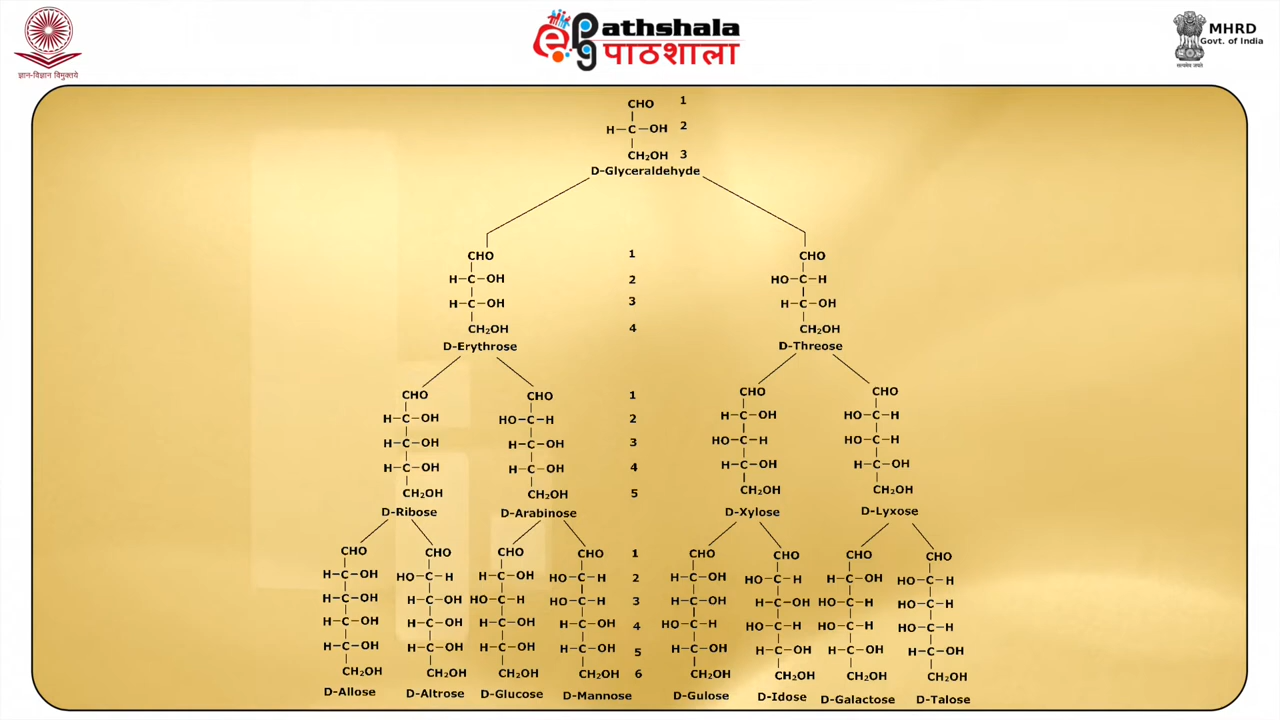 ePathshala
पाठशाला
ज्ञान-विज्ञान विमुक्तये
MHRD
Govt. of India
सत्यमेव जयते
CHO 1
H-C-OH 2
CH₂OH 3
D-Glyceraldehyde
CHO 1 CHO
H-C-OH 2 HO-C-H
H-C-OH 3 H-C-OH
CH₂OH 4 CH₂OH
D-Erythrose D-Threose
CHO CHO 1 CHO CHO
H-C-OH HO-C-H 2 H-C-OH HO-C-H
H-C-OH H-C-OH 3 HO-C-H HO-C-H
H-C-OH H-C-OH 4 H-C-OH H-C-OH
CH₂OH CH₂OH 5 CH₂OH CH₂OH
D-Ribose D-Arabinose D-Xylose D-Lyxose
CHO CHO CHO CHO 1 CHO CHO CHO CHO
H-C-OH HO-C-H H-C-OH HO-C-H 2 H-C-OH HO-C-H H-C-OH HO-C-H
H-C-OH H-C-OH HO-C-H HO-C-H 3 H-C-OH H-C-OH HO-C-H HO-C-H
H-C-OH H-C-OH H-C-OH H-C-OH 4 HO-C-H HO-C-H HO-C-H HO-C-H
H-C-OH H-C-OH H-C-OH H-C-OH 5 H-C-OH H-C-OH H-C-OH H-C-OH
CH₂OH CH₂OH CH₂OH CH₂OH 6 CH₂OH CH₂OH CH₂OH CH₂OH
D-Allose D-Altrose D-Glucose D-Mannose D-Gulose D-Idose D-Galactose D-Talose